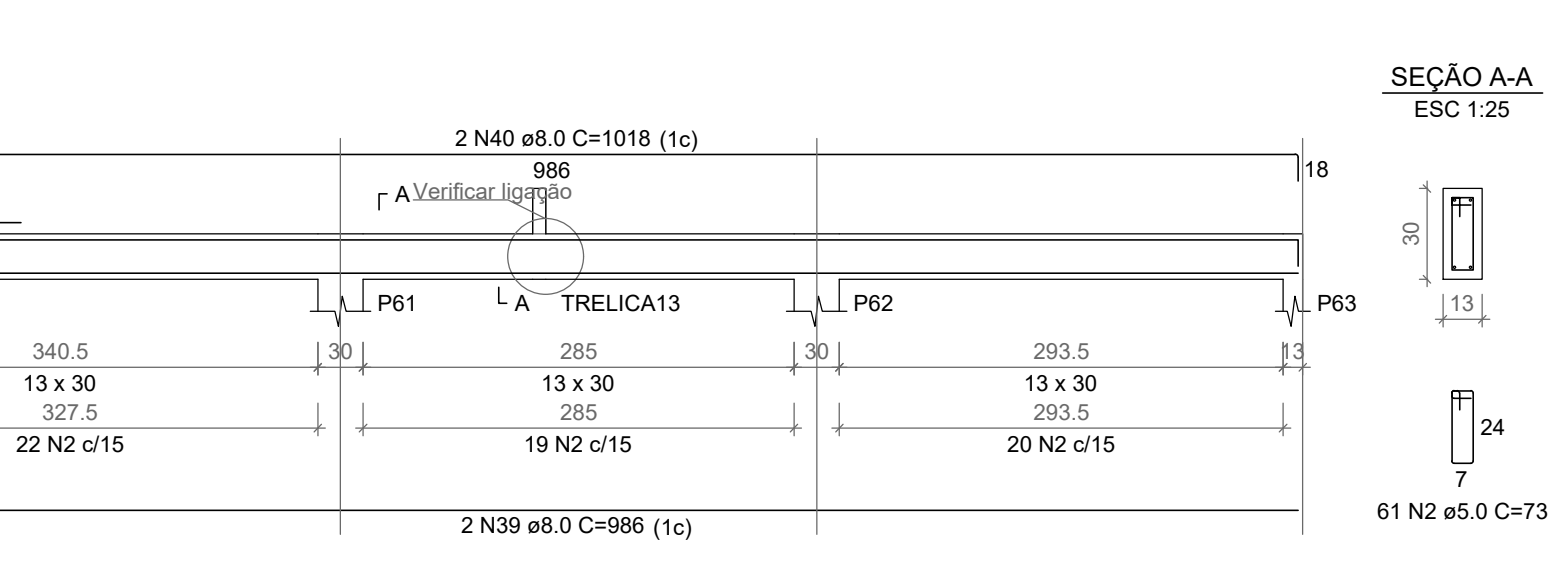 SEÇÃO A-A
ESC 1:25
2 N40 ø8.0 C=1018 (1c)
986
18
A
Verificar ligação
30
13
A
TRELICA13
P61
P62
P63
340.5
30
285
30
293.5
13
13 x 30
13 x 30
13 x 30
327.5
285
293.5
22 N2 c/15
19 N2 c/15
20 N2 c/15
24
7
61 N2 ø5.0 C=73
2 N39 ø8.0 C=986 (1c)